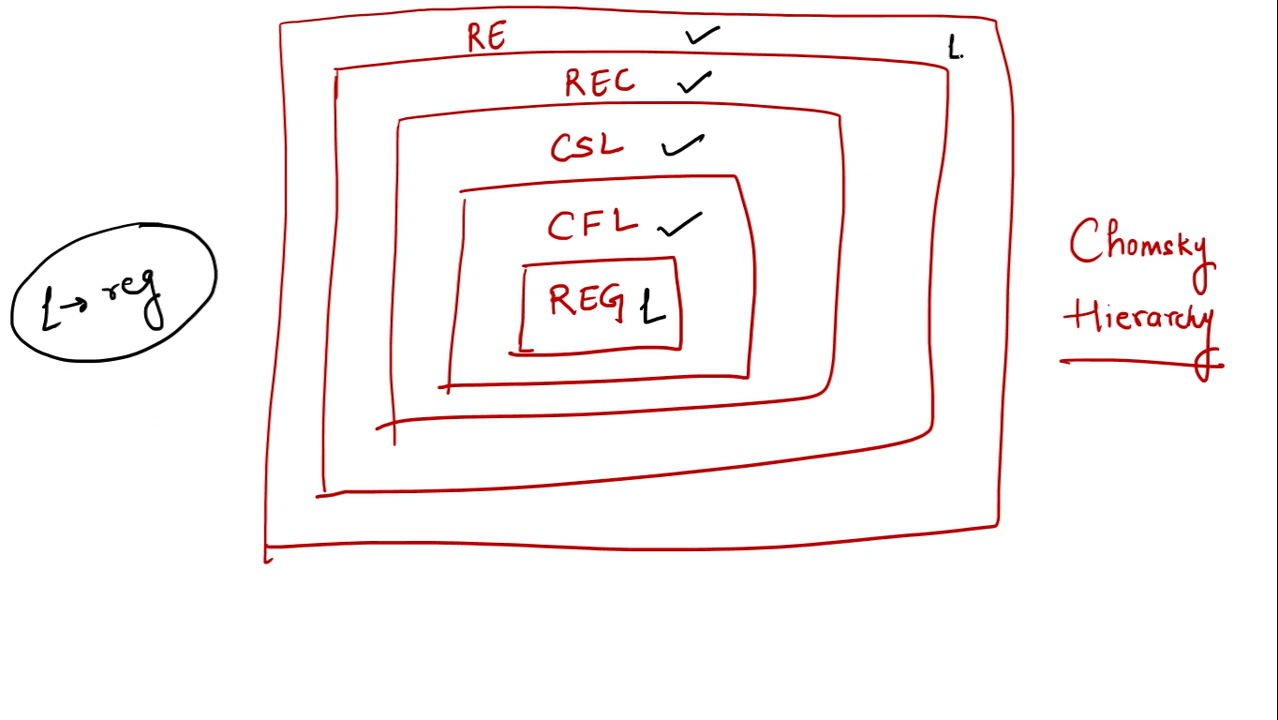 RE ✓ L
REC ✓
CSL ✓
CFL ✓
REG L
L → reg
Chomsky
Hierarchy